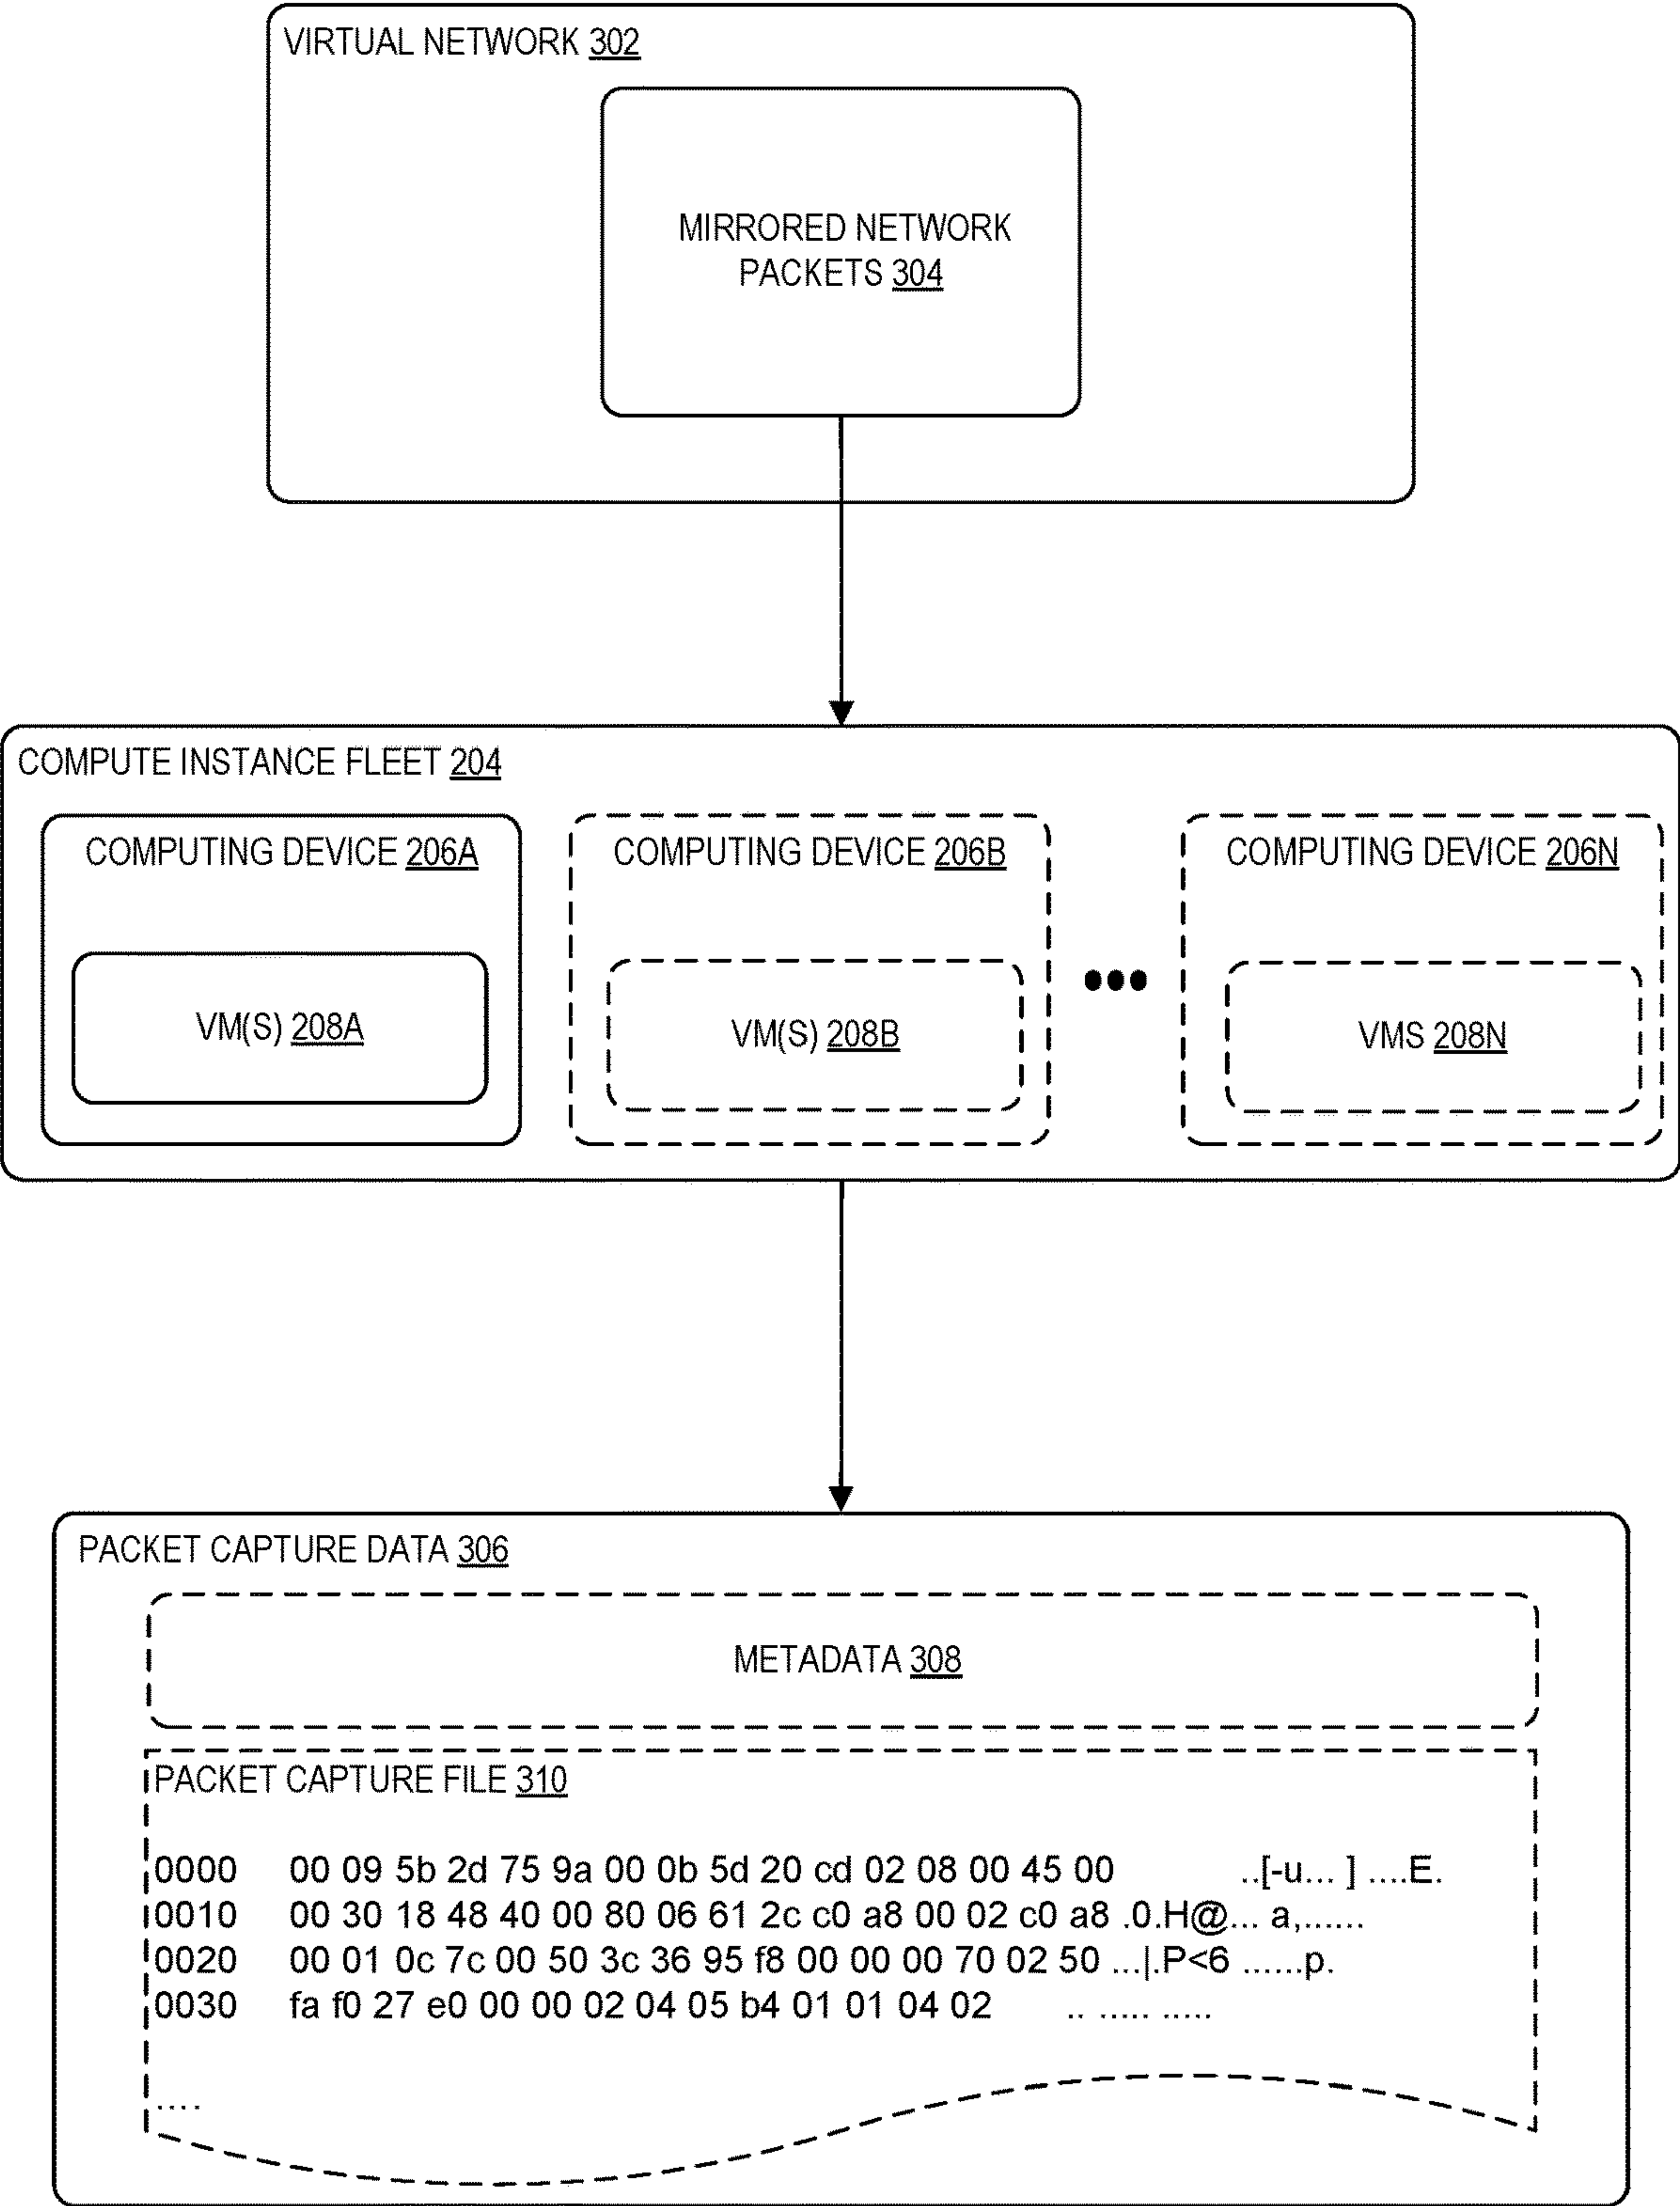 VIRTUAL NETWORK 302
MIRRORED NETWORK
PACKETS 304
COMPUTE INSTANCE FLEET 204
COMPUTING DEVICE 206A
VM(S) 208A
COMPUTING DEVICE 206B
VM(S) 208B
COMPUTING DEVICE 206N
VMS 208N
PACKET CAPTURE DATA 306
METADATA 308
PACKET CAPTURE FILE 310
0000 00 09 5b 2d 75 9a 00 0b 5d 20 cd 02 08 00 45 00 ..[-u... ] ....E.
0010 00 30 18 48 40 00 80 06 61 2c c0 a8 00 02 c0 a8 .0.H@... a,......
0020 00 01 0c 7c 00 50 3c 36 95 f8 00 00 00 70 02 50 ...|.P<6 ......p.
0030 fa f0 27 e0 00 00 02 04 05 b4 01 01 04 02 .. ..... .....
....